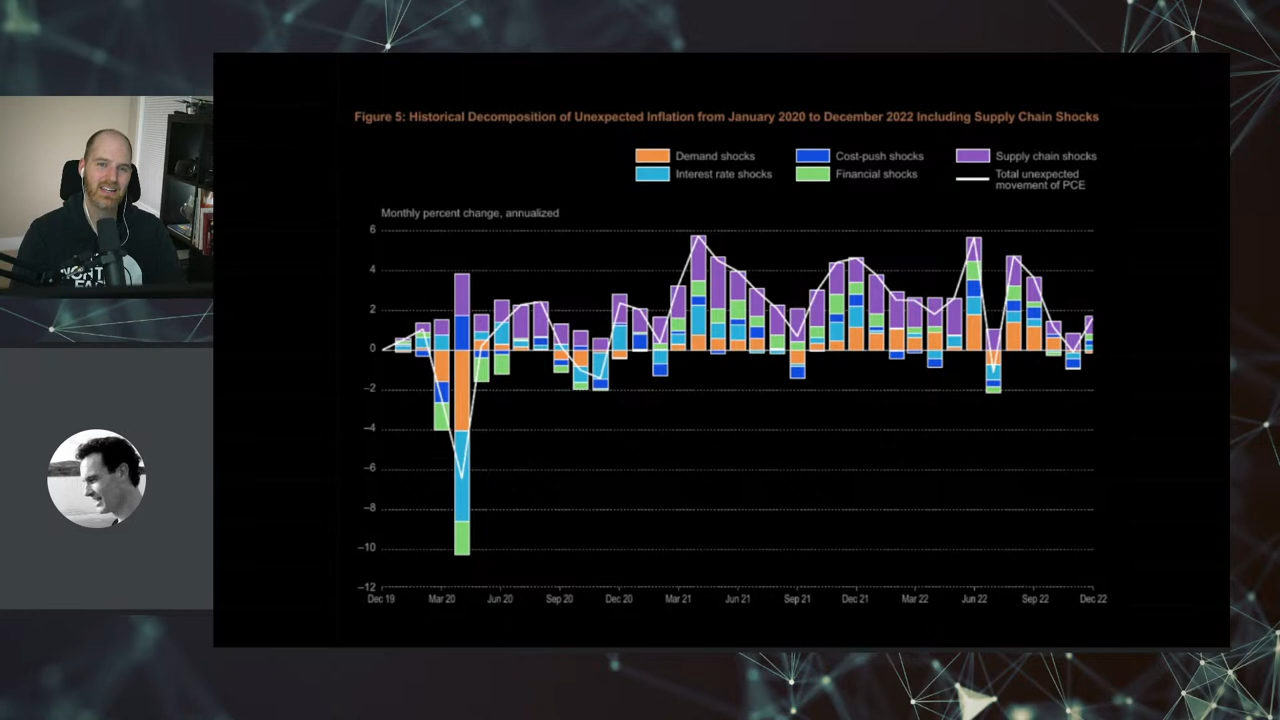 Figure 5: Historical Decomposition of Unexpected Inflation from January 2020 to December 2022 Including Supply Chain Shocks
Demand shocks
Cost-push shocks
Supply chain shocks
Interest rate shocks
Financial shocks
Total unexpected
movement of PCE
Monthly percent change, annualized
6
4
2
0
–2
–4
–6
–8
–10
–12
Dec 19 Mar 20 Jun 20 Sep 20 Dec 20 Mar 21 Jun 21 Sep 21 Dec 21 Mar 22 Jun 22 Sep 22 Dec 22